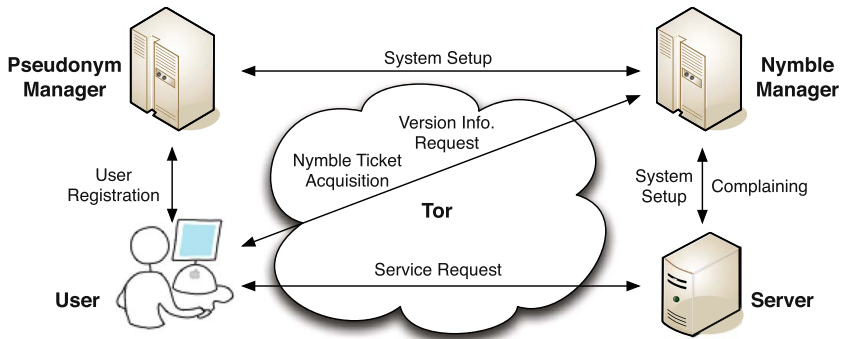 System Setup
Pseudonym
Manager
Nymble
Manager
Version Info.
Request
Nymble Ticket
Acquisition
User
Registration
System
Setup
Complaining
Tor
Service Request
User
Server